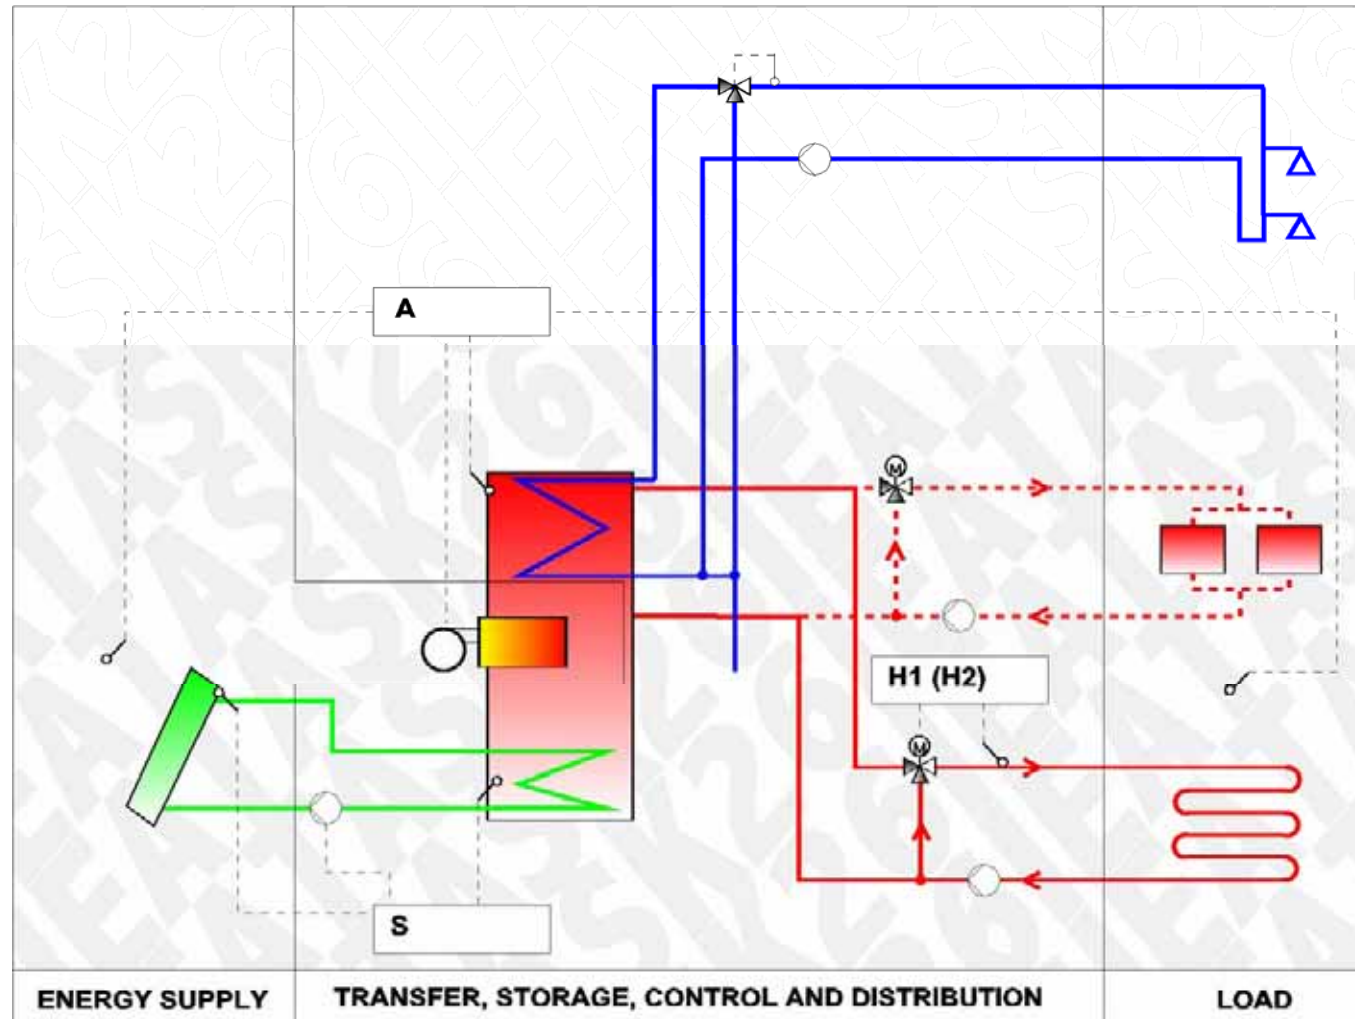 A
M
H1 (H2)
M
S
ENERGY SUPPLY
TRANSFER, STORAGE, CONTROL AND DISTRIBUTION
LOAD